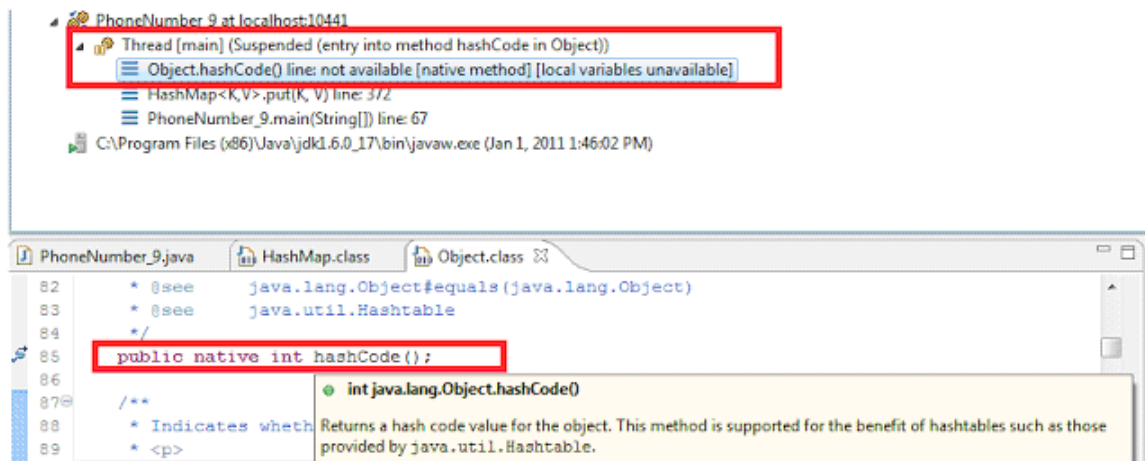 PhoneNumber_9 at localhost:10441
Thread [main] (Suspended (entry into method hashCode in Object))
Object.hashCode() line: not available [native method] [local variables unavailable]
HashMap<K,V>.put(K, V) line: 372
PhoneNumber_9.main(String[]) line: 67
C:\Program Files (x86)\Java\jdk1.6.0_17\bin\javaw.exe (Jan 1, 2011 1:46:02 PM)
PhoneNumber_9.java HashMap.class Object.class
82 * @see java.lang.Object#equals(java.lang.Object)
83 * @see java.util.Hashtable
84 */
85 public native int hashCode();
86
87 /**
88 * Indicates wheth
89 * <p>
int java.lang.Object.hashCode()
Returns a hash code value for the object. This method is supported for the benefit of hashtables such as those
provided by java.util.Hashtable.